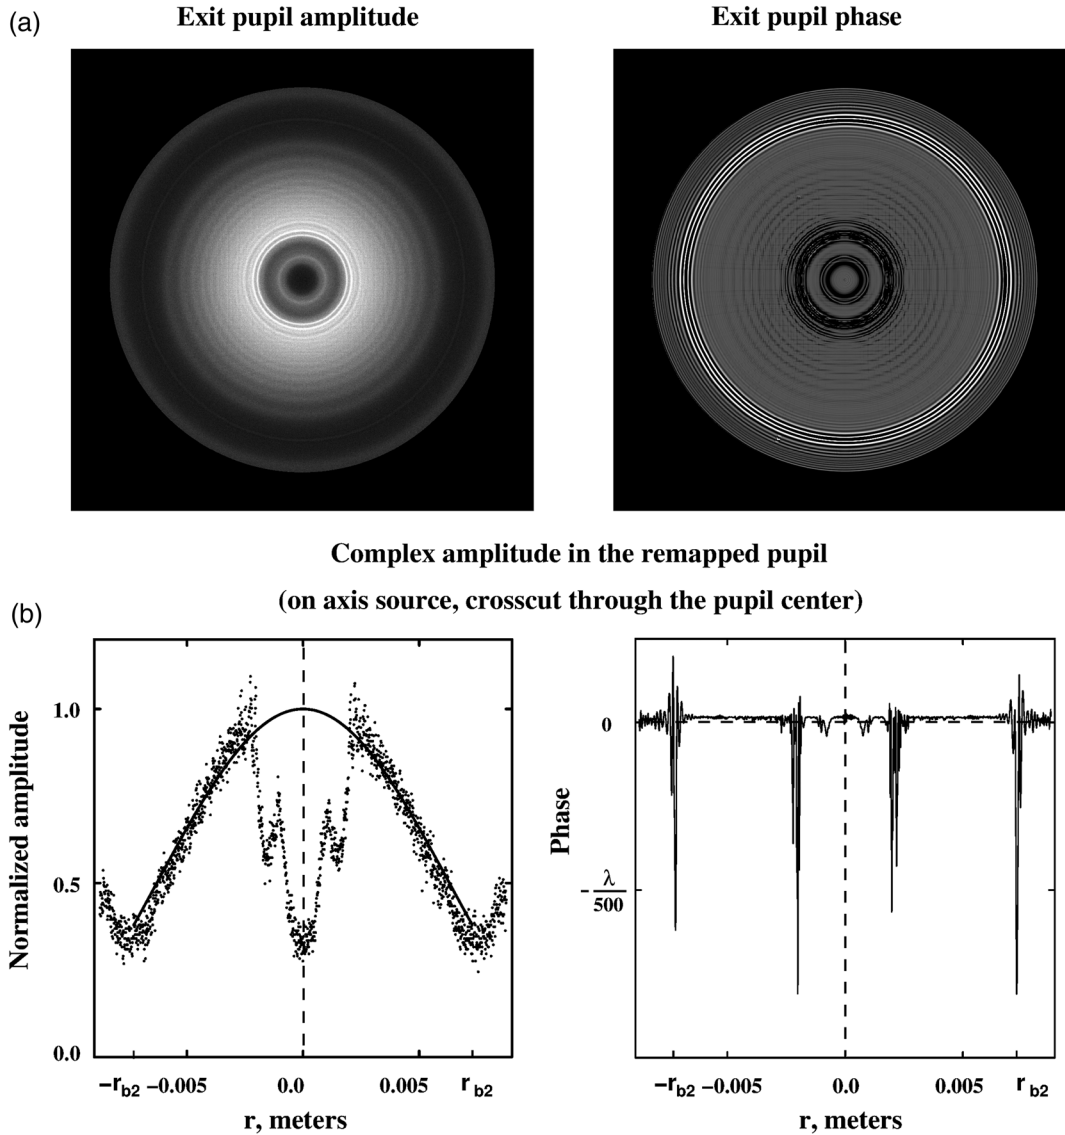 (a)
Exit pupil amplitude
Exit pupil phase
Complex amplitude in the remapped pupil
(on axis source, crosscut through the pupil center)
(b)
Normalized amplitude
1.0
0.5
0.0
−r_b2 -0.005 0.0 0.005 r_b2
r, meters
Phase
0
- λ/500
−r_b2 -0.005 0.0 0.005 r_b2
r, meters